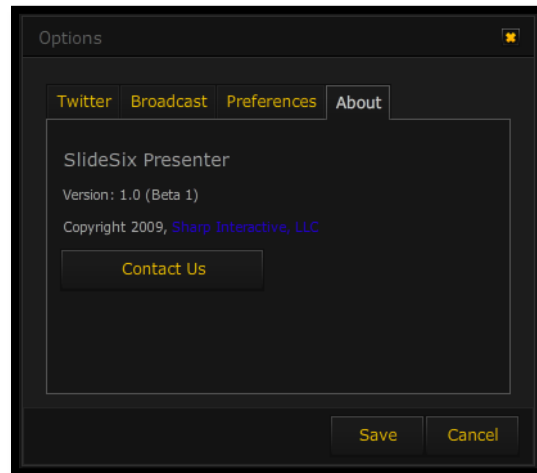 Options
Twitter Broadcast Preferences About
SlideSix Presenter
Version: 1.0 (Beta 1)
Copyright 2009, Sharp Interactive, LLC
Contact Us
Save Cancel